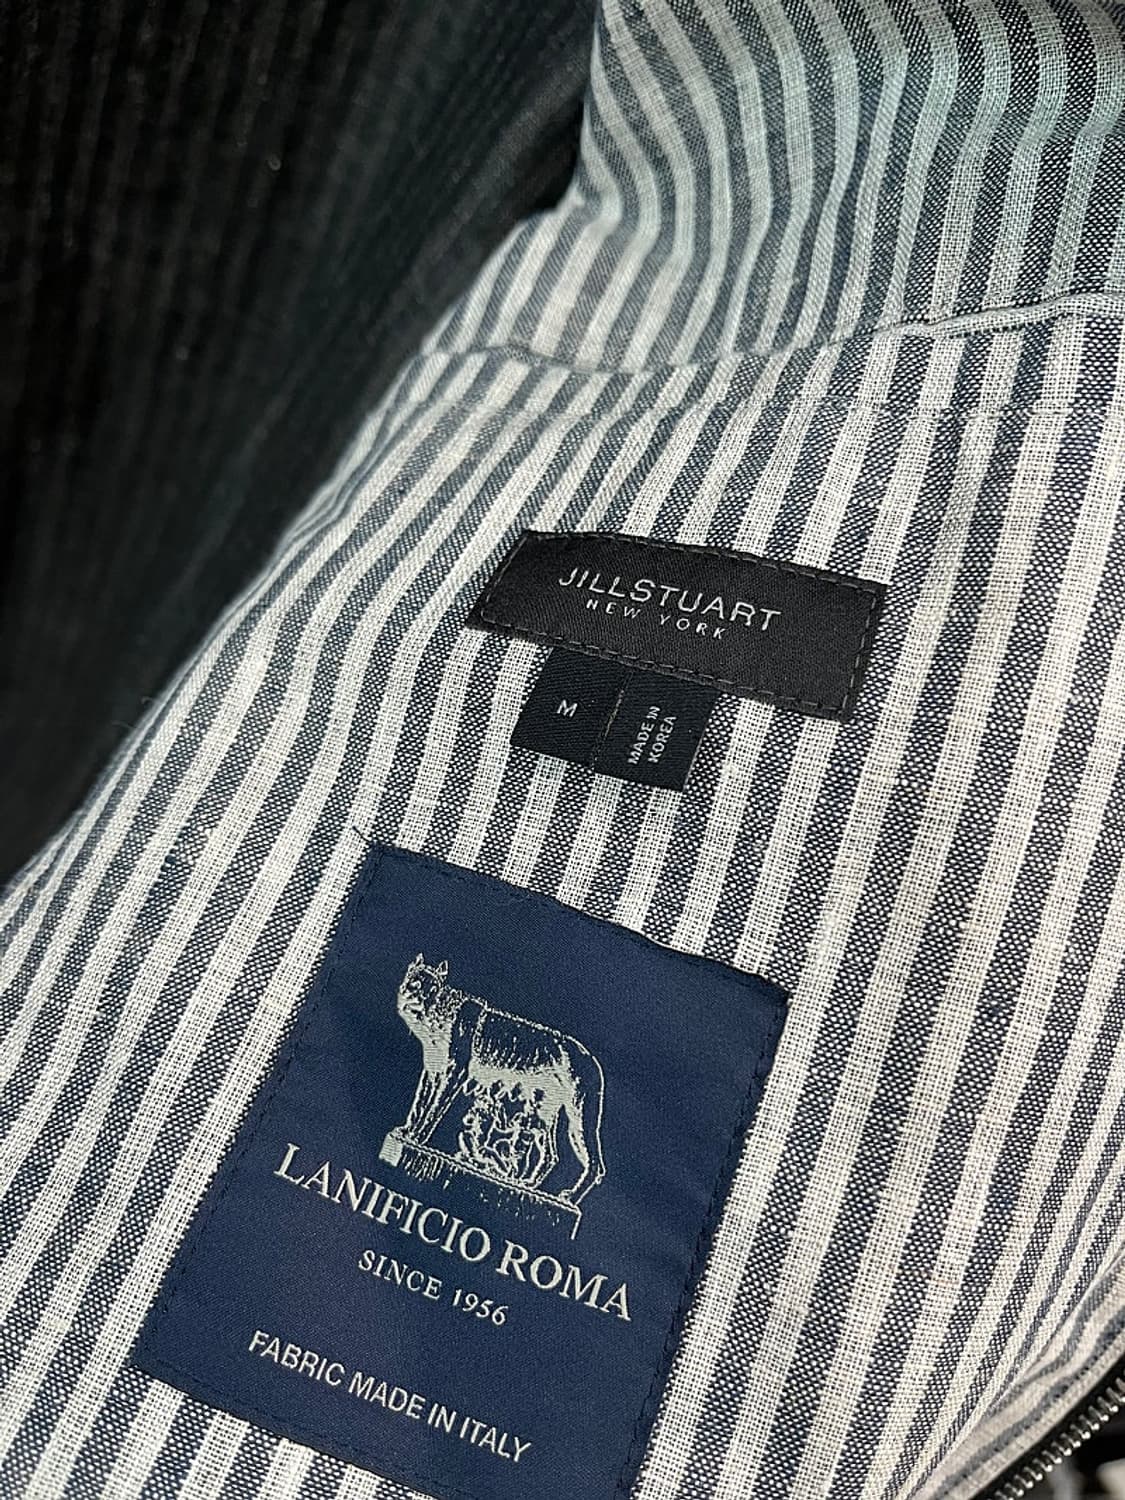 JILLSTUART
NEW YORK
M
MADE IN
KOREA
LANIFICIO ROMA
SINCE 1956
FABRIC MADE IN ITALY